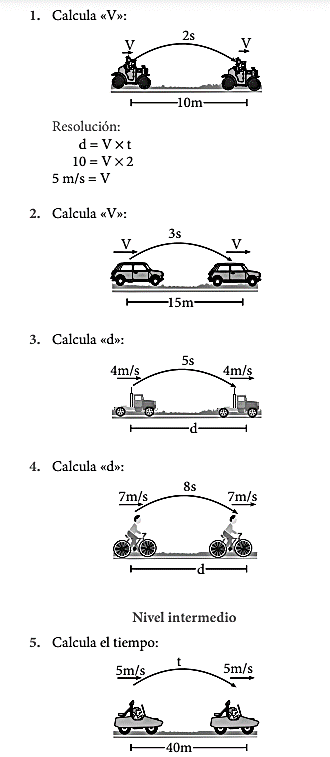 1. Calcula «V»:
2s
V V
10m
Resolución:
d = V × t
10 = V × 2
5 m/s = V
2. Calcula «V»:
3s
V V
15m
3. Calcula «d»:
5s
4m/s 4m/s
d
4. Calcula «d»:
8s
7m/s 7m/s
d
Nivel intermedio
5. Calcula el tiempo:
t
5m/s 5m/s
40m